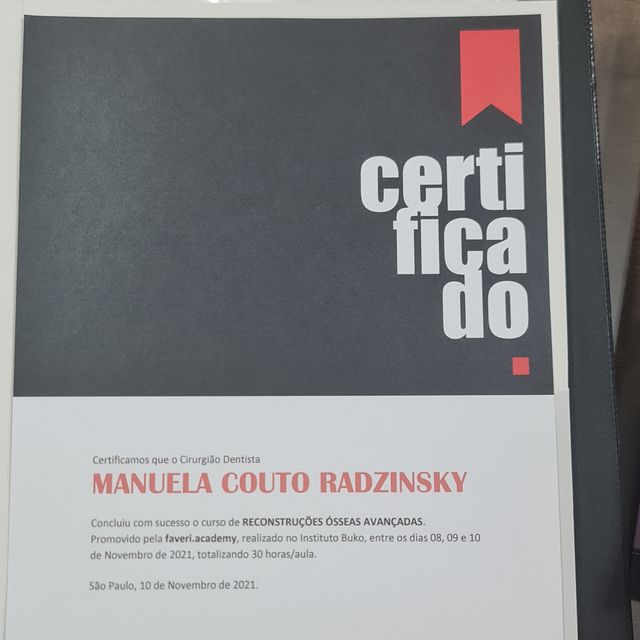 certi
fica
do
Certificamos que o Cirurgião Dentista
MANUELA COUTO RADZINSKY
Concluiu com sucesso o curso de RECONSTRUÇÕES ÓSSEAS AVANÇADAS.
Promovido pela faveri.academy, realizado no Instituto Buko, entre os dias 08, 09 e 10
de Novembro de 2021, totalizando 30 horas/aula.
São Paulo, 10 de Novembro de 2021.